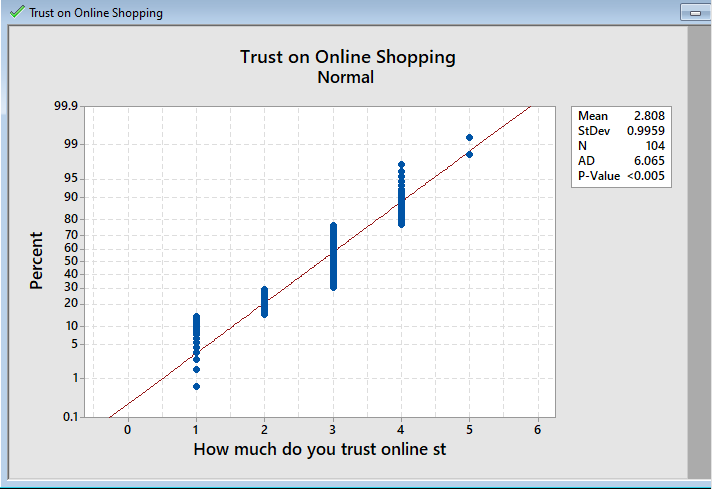 Trust on Online Shopping
Trust on Online Shopping
Normal
99.9
99
95
90
80
70
60
50
40
30
20
10
5
1
0.1
Percent
0 1 2 3 4 5 6
How much do you trust online st
Mean 2.808
StDev 0.9959
N 104
AD 6.065
P-Value <0.005